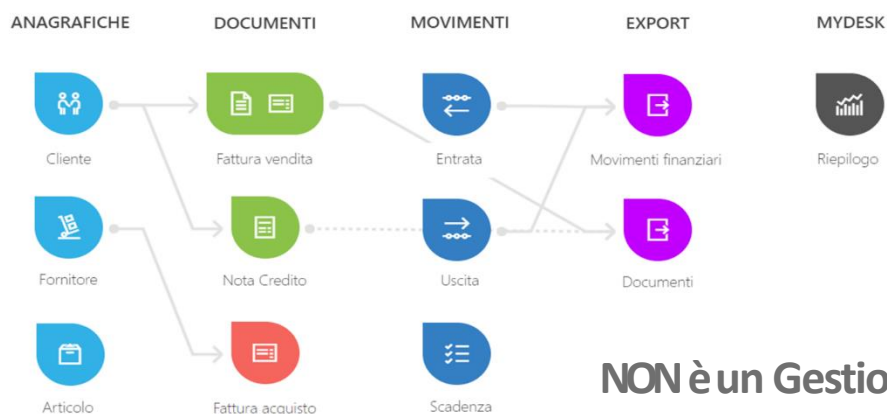 ANAGRAFICHE DOCUMENTI MOVIMENTI EXPORT MYDESK
Cliente Fattura vendita Entrata Movimenti finanziari Riepilogo
Fornitore Nota Credito Uscita Documenti
NON è un Gestio
Articolo Fattura acquisto Scadenza